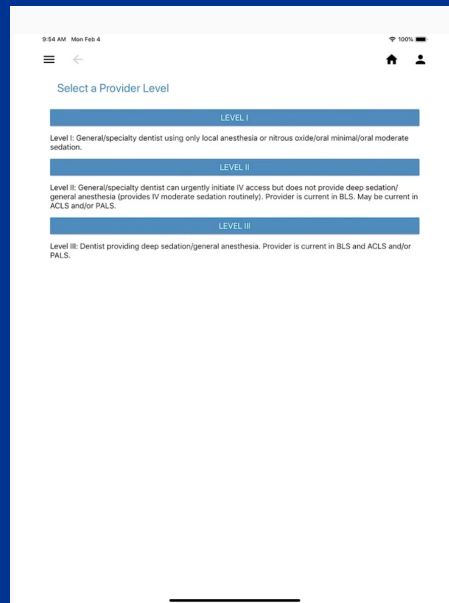 9:54 AM Mon Feb 4
100%
Select a Provider Level
LEVEL I
Level I: General/specialty dentist using only local anesthesia or nitrous oxide/oral minimal/oral moderate
sedation.
LEVEL II
Level II: General/specialty dentist can urgently initiate IV access but does not provide deep sedation/
general anesthesia (provides IV moderate sedation routinely). Provider is current in BLS. May be current in
ACLS and/or PALS.
LEVEL III
Level III: Dentist providing deep sedation/general anesthesia. Provider is current in BLS and ACLS and/or
PALS.